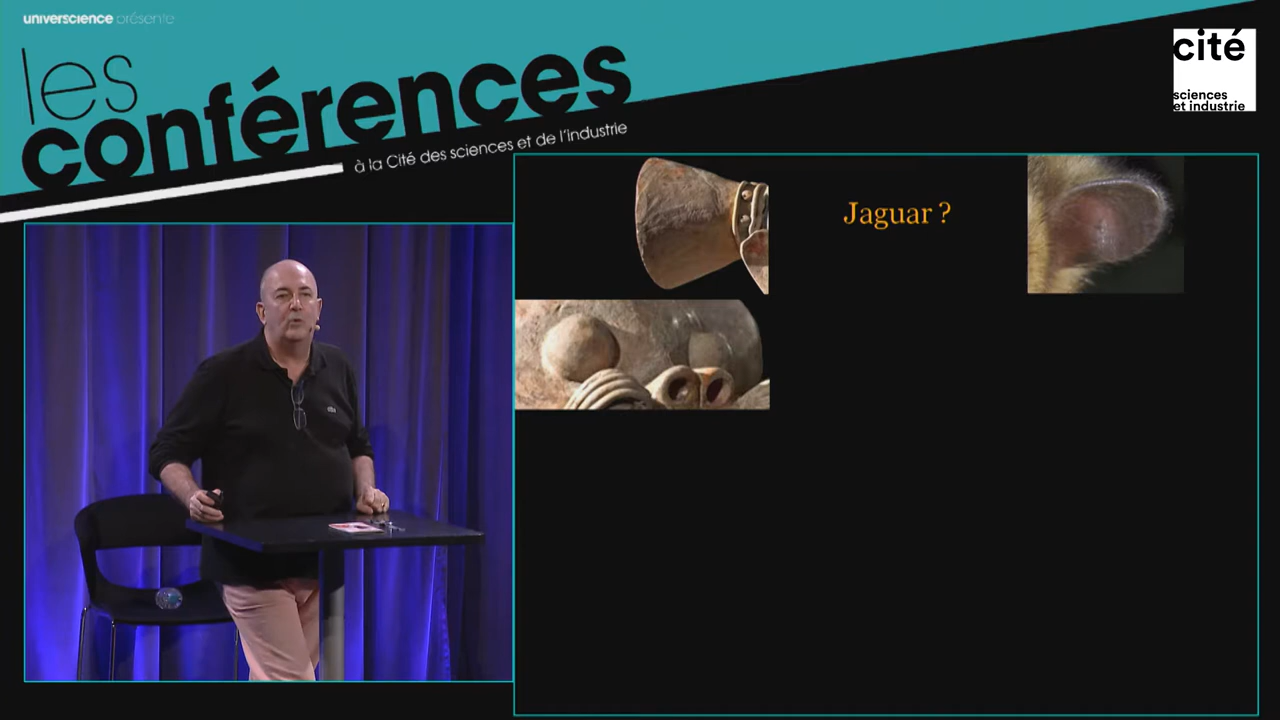 universcience présente
les
conférences
à la Cité des sciences et de l'industrie
cité
sciences
et industrie
Jaguar ?